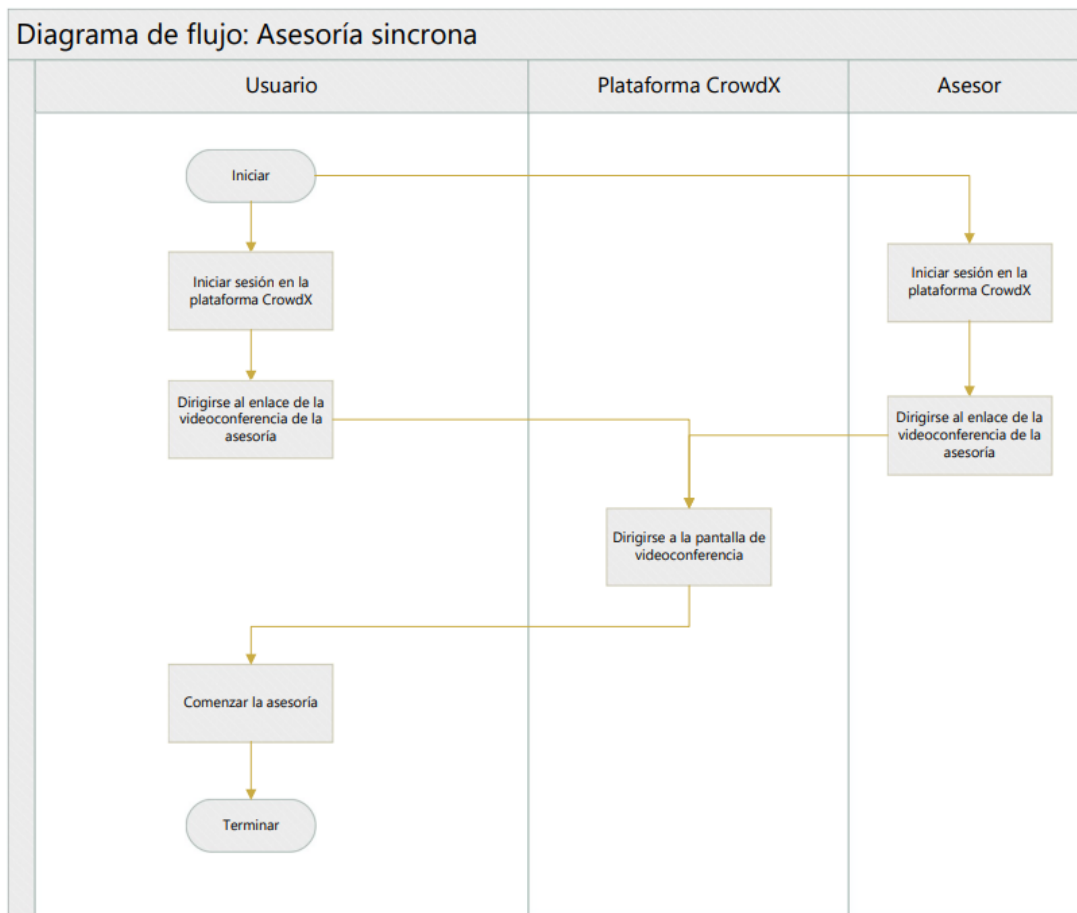 Diagrama de flujo: Asesoría sincrona
Usuario
Plataforma CrowdX
Asesor
Iniciar
Iniciar sesión en la
plataforma CrowdX
Iniciar sesión en la
plataforma CrowdX
Dirigirse al enlace de la
videoconferencia de la
asesoría
Dirigirse al enlace de la
videoconferencia de la
asesoría
Dirigirse a la pantalla de
videoconferencia
Comenzar la asesoría
Terminar